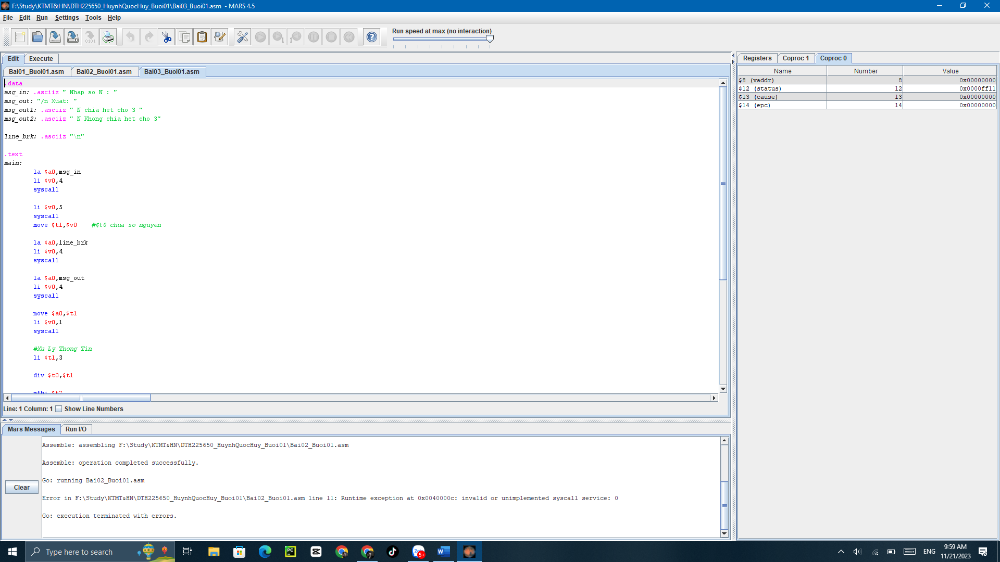 F:\Study\KTMT&HN\DTH225650_HuynhQuocHuy_Buoi01\Bai03_Buoi01.asm - MARS 4.5
File Edit Run Settings Tools Help
Run speed at max (no interaction)
Edit Execute
Bai01_Buoi01.asm Bai02_Buoi01.asm Bai03_Buoi01.asm
.data
msg_in: .asciiz " Nhap so N : "
msg_out: "/n Xuat: "
msg_out1: .asciiz " N chia het cho 3 "
msg_out2: .asciiz " N Khong chia het cho 3"
line_brk: .asciiz "\n"
.text
main:
la $a0,msg_in
li $v0,4
syscall
li $v0,5
syscall
move $t1,$v0 #$t0 chua so nguyen
la $a0,line_brk
li $v0,4
syscall
la $a0,msg_out
li $v0,4
syscall
move $a0,$t1
li $v0,1
syscall
#Xu Ly Thong Tin
li $t1,3
div $t0,$t1
mfhi $t2
Line: 1 Column: 1 Show Line Numbers
Registers Coproc 1 Coproc 0
Name Number Value
$8 (vaddr) 8 0x00000000
$12 (status) 12 0x0000ff11
$13 (cause) 13 0x00000000
$14 (epc) 14 0x00000000
Mars Messages Run I/O
Clear
Assemble: assembling F:\Study\KTMT&HN\DTH225650_HuynhQuocHuy_Buoi01\Bai02_Buoi01.asm
Assemble: operation completed successfully.
Go: running Bai02_Buoi01.asm
Error in F:\Study\KTMT&HN\DTH225650_HuynhQuocHuy_Buoi01\Bai02_Buoi01.asm line 11: Runtime exception at 0x0040000c: invalid or unimplemented syscall service: 0
Go: execution terminated with errors.
Type here to search
ENG
9:59 AM
11/21/2023